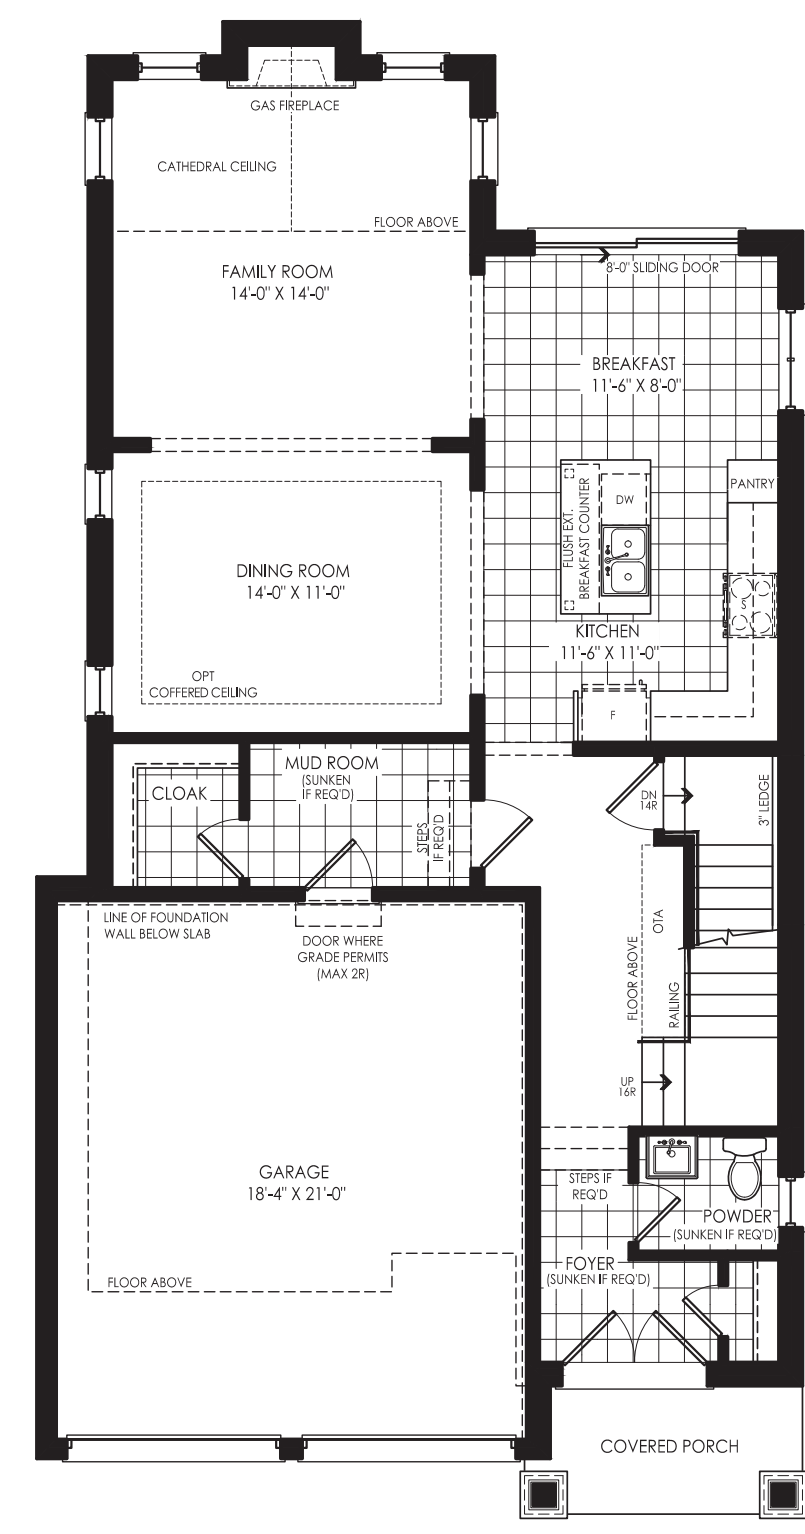 GAS FIREPLACE
CATHEDRAL CEILING
FLOOR ABOVE
FAMILY ROOM
14'-0" X 14'-0"
8'-0" SLIDING DOOR
BREAKFAST
11'-6" X 8'-0"
PANTRY
DW
FLUSH EXT.
BREAKFAST COUNTER
DINING ROOM
14'-0" X 11'-0"
S
KITCHEN
11'-6" X 11'-0"
OPT
COFFERED CEILING
F
MUD ROOM
(SUNKEN
IF REQ'D)
CLOAK
STEPS
IF REQ'D
DN
14R
3" LEDGE
LINE OF FOUNDATION
WALL BELOW SLAB
DOOR WHERE
GRADE PERMITS
(MAX 2R)
OTA
FLOOR ABOVE
RAILING
UP
16R
GARAGE
18'-4" X 21'-0"
STEPS IF
REQ'D
POWDER
(SUNKEN IF REQ'D)
FOYER
(SUNKEN IF REQ'D)
FLOOR ABOVE
COVERED PORCH